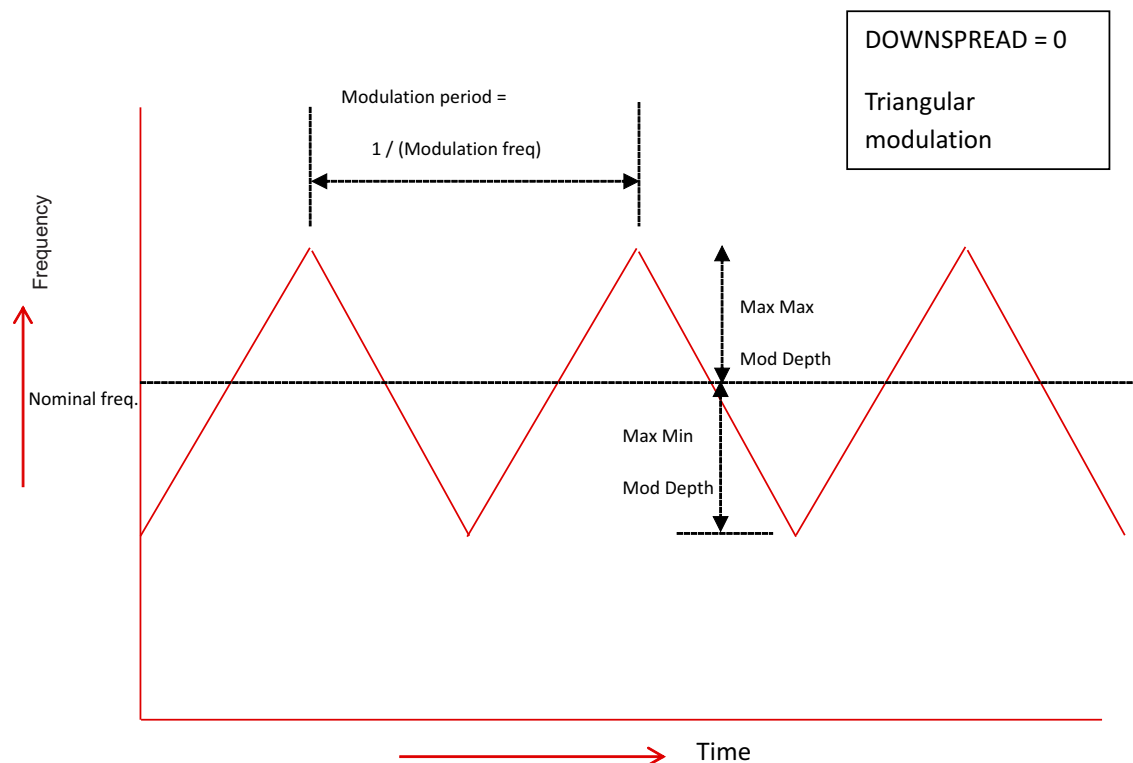 DOWNSPREAD = 0
Triangular
modulation
Modulation period =
1 / (Modulation freq)
Frequency
Max Max
Mod Depth
Nominal freq.
Max Min
Mod Depth
Time